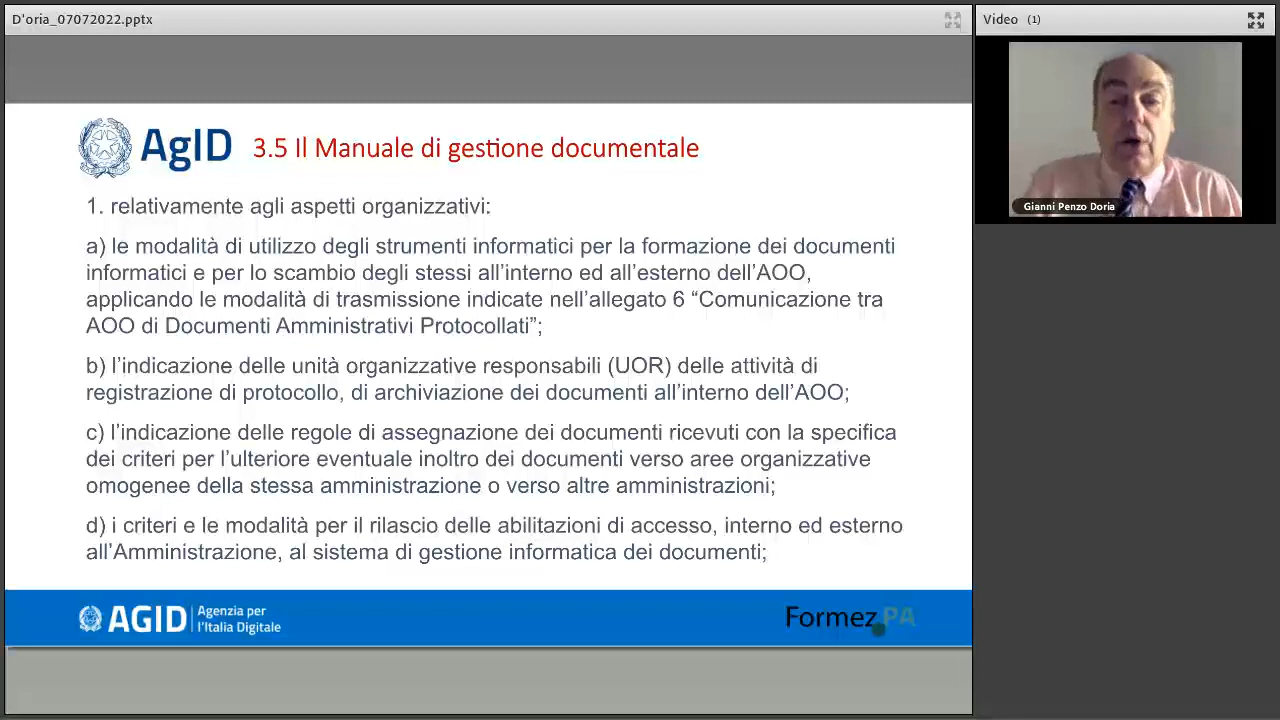 D'oria_07072022.pptx
Video (1)
AgID
3.5 Il Manuale di gestione documentale
1. relativamente agli aspetti organizzativi:
a) le modalità di utilizzo degli strumenti informatici per la formazione dei documenti
informatici e per lo scambio degli stessi all’interno ed all’esterno dell’AOO,
applicando le modalità di trasmissione indicate nell’allegato 6 “Comunicazione tra
AOO di Documenti Amministrativi Protocollati”;
b) l’indicazione delle unità organizzative responsabili (UOR) delle attività di
registrazione di protocollo, di archiviazione dei documenti all’interno dell’AOO;
c) l’indicazione delle regole di assegnazione dei documenti ricevuti con la specifica
dei criteri per l’ulteriore eventuale inoltro dei documenti verso aree organizzative
omogenee della stessa amministrazione o verso altre amministrazioni;
d) i criteri e le modalità per il rilascio delle abilitazioni di accesso, interno ed esterno
all’Amministrazione, al sistema di gestione informatica dei documenti;
Gianni Penzo Doria
AGID
Agenzia per
l’Italia Digitale
Formez PA